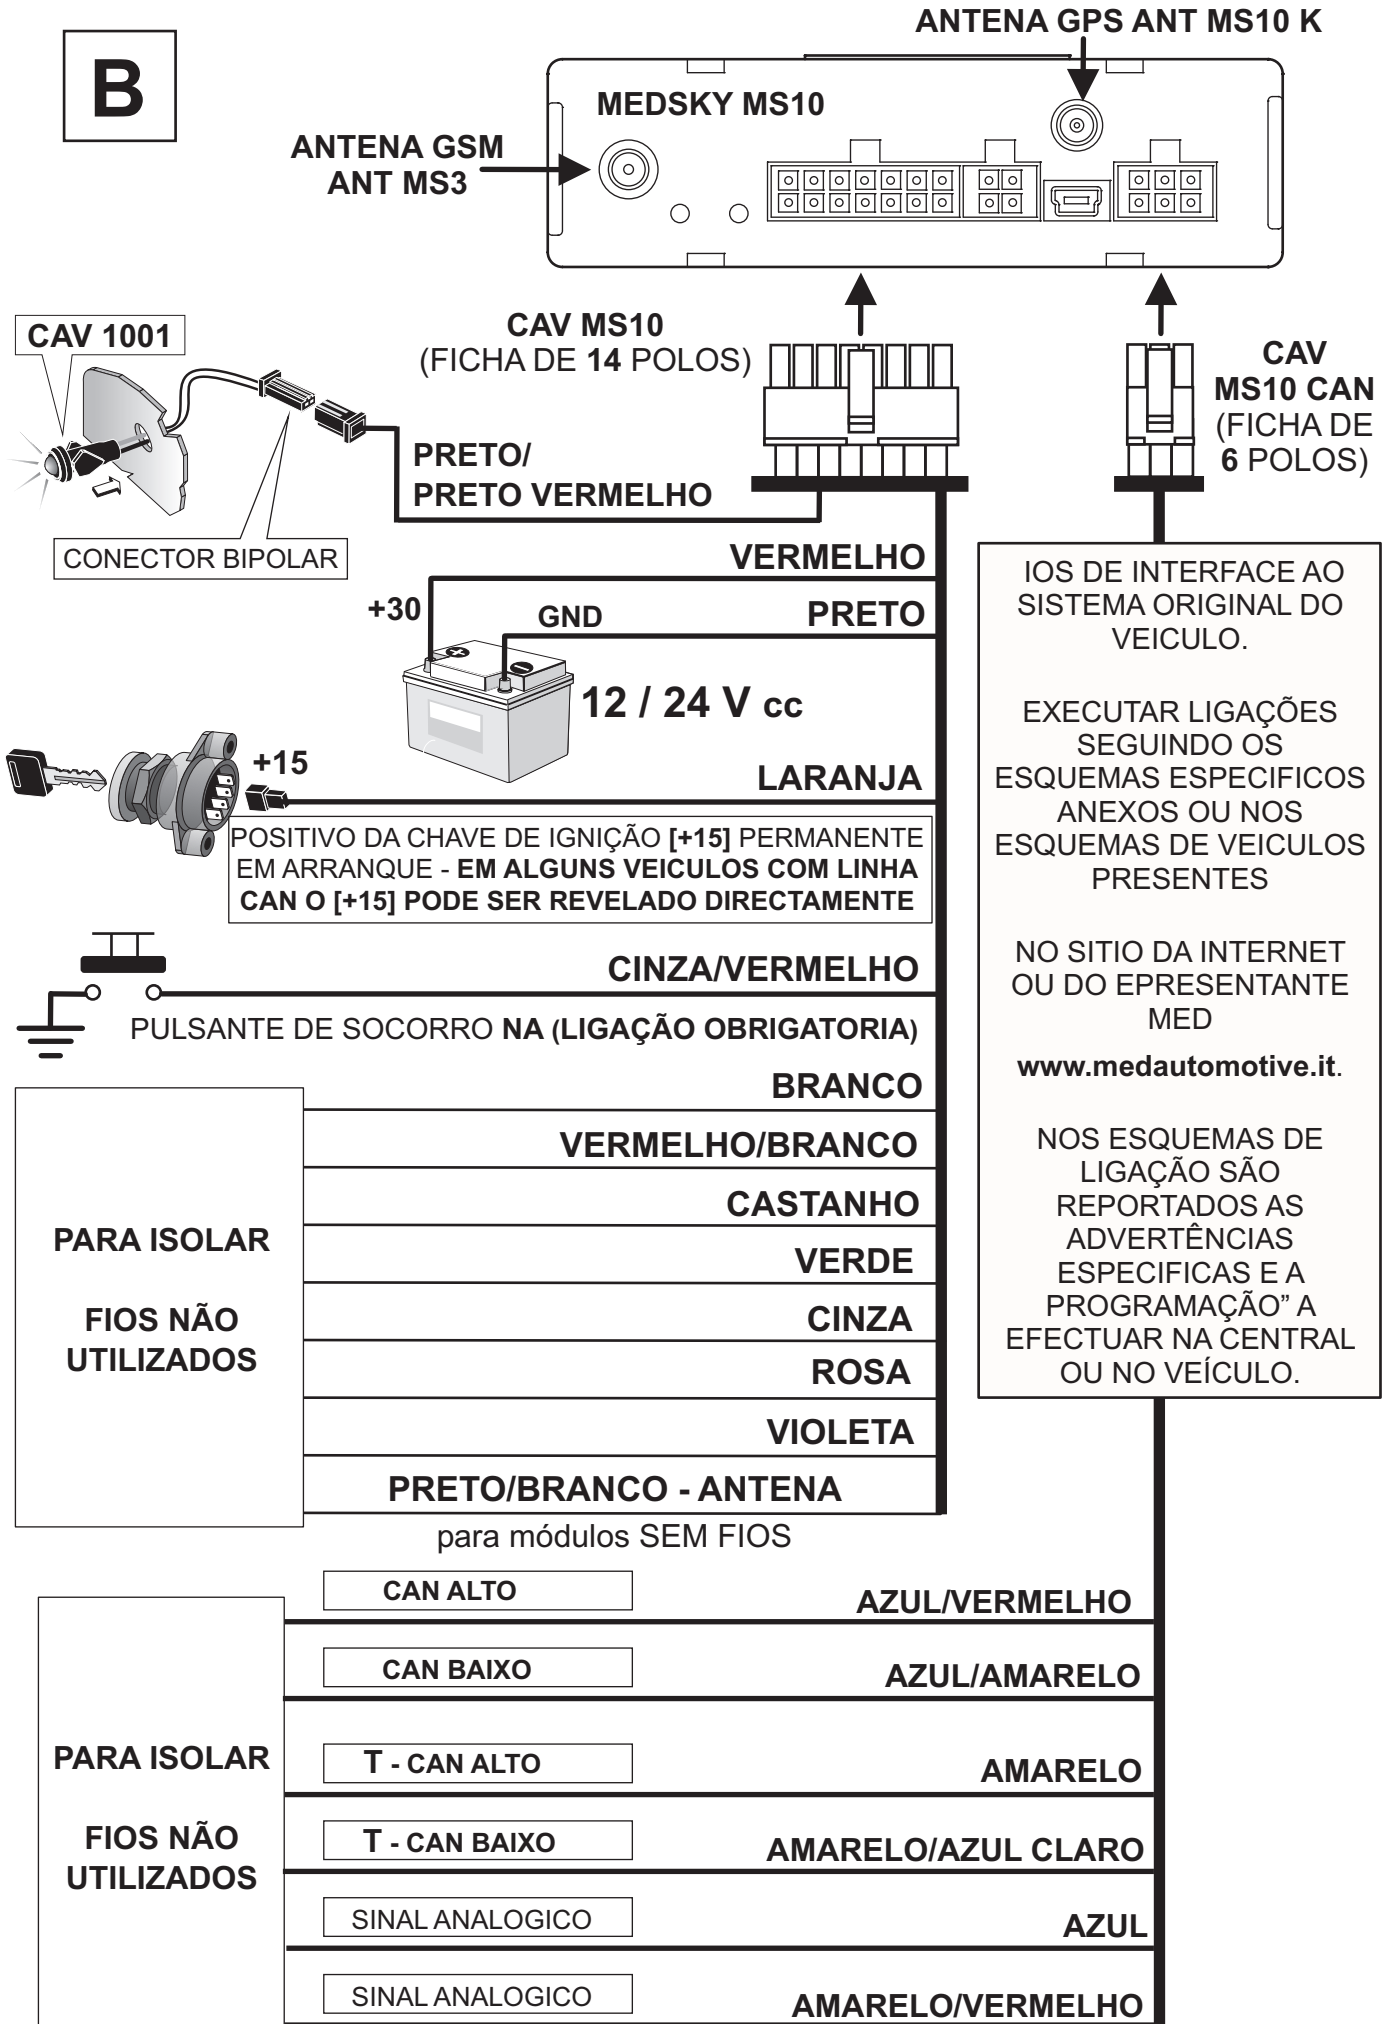 B
ANTENA GPS ANT MS10 K
MEDSKY MS10
ANTENA GSM
ANT MS3
CAV 1001
CONECTOR BIPOLAR
CAV MS10
(FICHA DE 14 POLOS)
CAV
MS10 CAN
(FICHA DE
6 POLOS)
PRETO/
PRETO VERMELHO
VERMELHO
+30
GND
PRETO
12 / 24 V cc
+15
LARANJA
POSITIVO DA CHAVE DE IGNIÇÃO [+15] PERMANENTE
EM ARRANQUE - EM ALGUNS VEICULOS COM LINHA
CAN O [+15] PODE SER REVELADO DIRECTAMENTE
CINZA/VERMELHO
PULSANTE DE SOCORRO NA (LIGAÇÃO OBRIGATORIA)
IOS DE INTERFACE AO
SISTEMA ORIGINAL DO
VEICULO.
EXECUTAR LIGAÇÕES
SEGUINDO OS
ESQUEMAS ESPECIFICOS
ANEXOS OU NOS
ESQUEMAS DE VEICULOS
PRESENTES
NO SITIO DA INTERNET
OU DO EPRESENTANTE
MED
www.medautomotive.it.
NOS ESQUEMAS DE
LIGAÇÃO SÃO
REPORTADOS AS
ADVERTÊNCIAS
ESPECIFICAS E A
PROGRAMAÇÃO” A
EFECTUAR NA CENTRAL
OU NO VEÍCULO.
PARA ISOLAR
FIOS NÃO
UTILIZADOS
BRANCO
VERMELHO/BRANCO
CASTANHO
VERDE
CINZA
ROSA
VIOLETA
PRETO/BRANCO - ANTENA
para módulos SEM FIOS
PARA ISOLAR
FIOS NÃO
UTILIZADOS
CAN ALTO
AZUL/VERMELHO
CAN BAIXO
AZUL/AMARELO
T - CAN ALTO
AMARELO
T - CAN BAIXO
AMARELO/AZUL CLARO
SINAL ANALOGICO
AZUL
SINAL ANALOGICO
AMARELO/VERMELHO